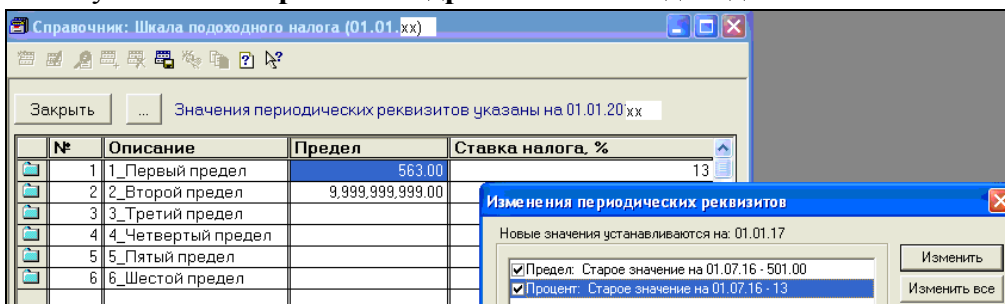 Справочник: Шкала подоходного налога (01.01.xx)
Закрыть ... Значения периодических реквизитов указаны на 01.01.20xx
№ Описание Предел Ставка налога, %
1 1_Первый предел 563.00 13
2 2_Второй предел 9,999,999,999.00
3 3_Третий предел
4 4_Четвертый предел
5 5_Пятый предел
6 6_Шестой предел
Изменения периодических реквизитов
Новые значения устанавливаются на: 01.01.17
Предел: Старое значение на 01.07.16 - 501.00
Процент: Старое значение на 01.07.16 - 13
Изменить
Изменить все